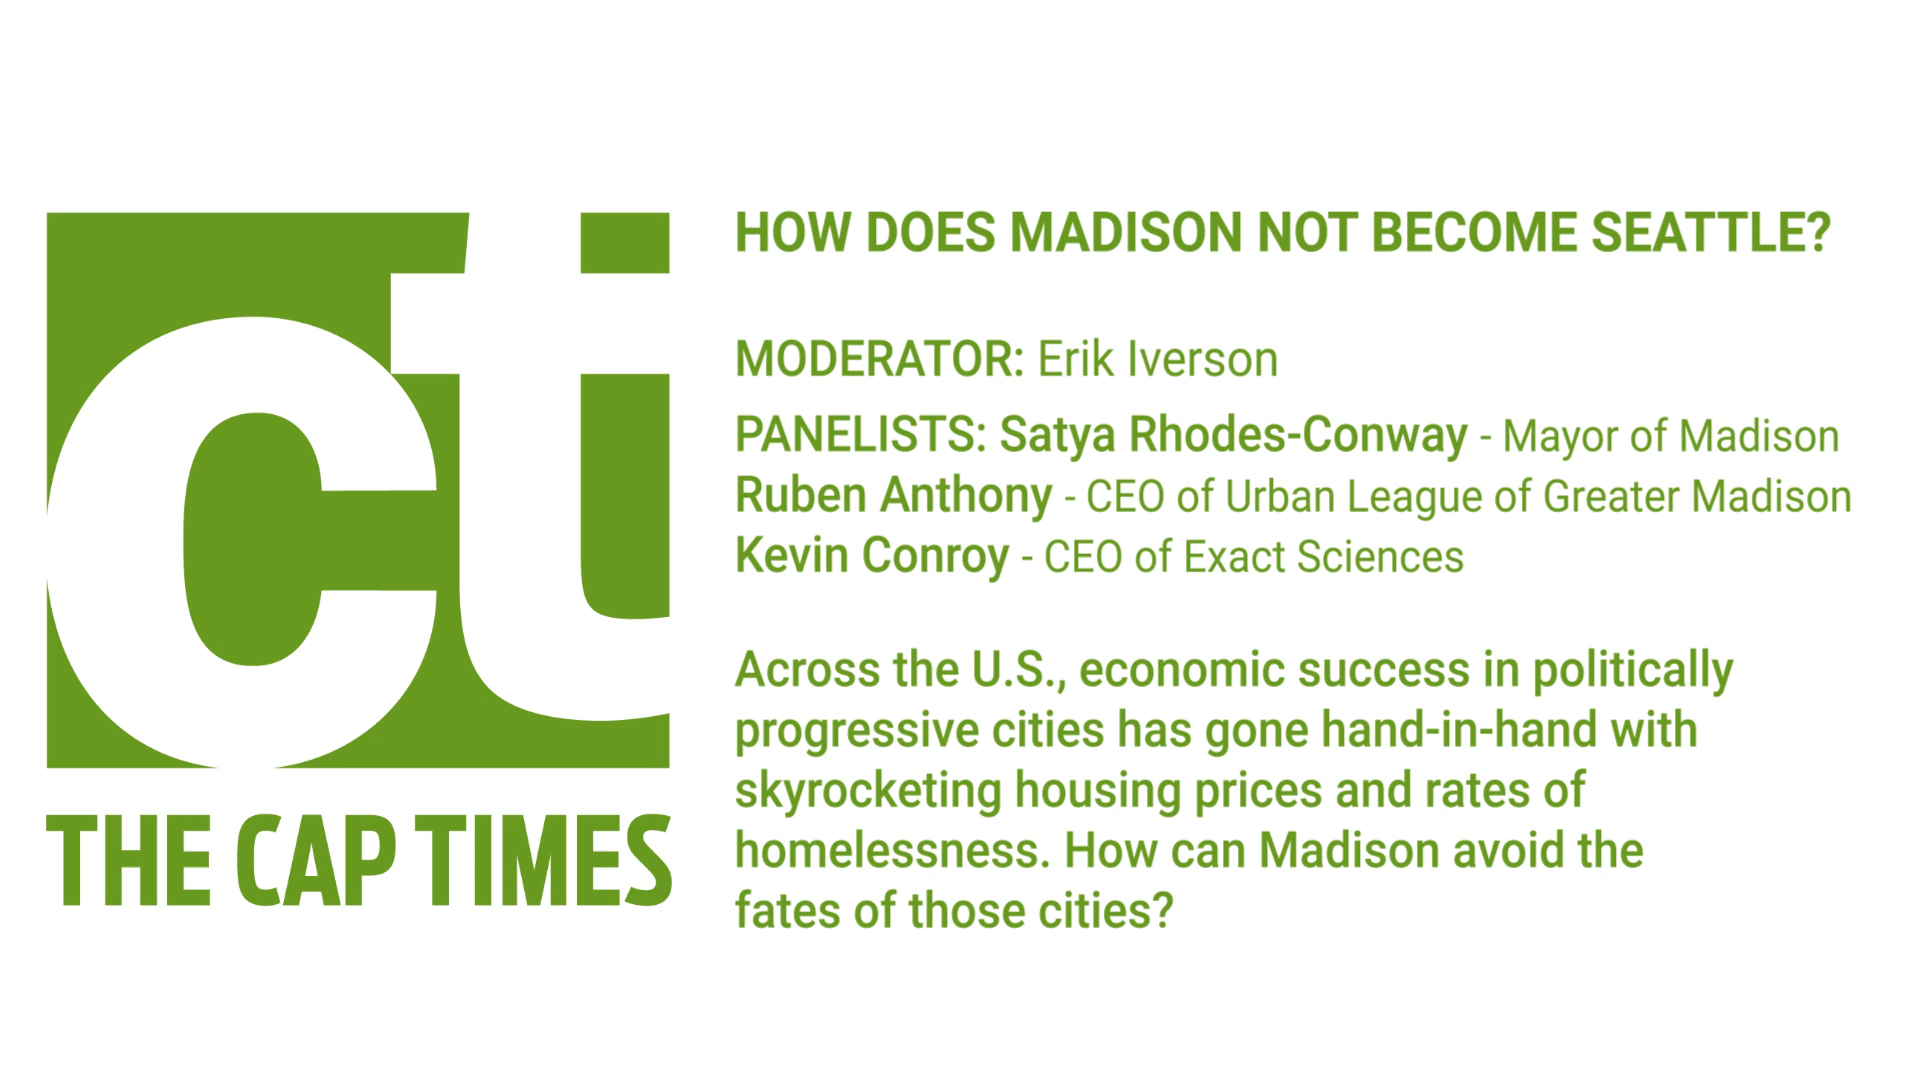 ct
THE CAP TIMES
HOW DOES MADISON NOT BECOME SEATTLE?
MODERATOR: Erik Iverson
PANELISTS: Satya Rhodes-Conway - Mayor of Madison
Ruben Anthony - CEO of Urban League of Greater Madison
Kevin Conroy - CEO of Exact Sciences
Across the U.S., economic success in politically
progressive cities has gone hand-in-hand with
skyrocketing housing prices and rates of
homelessness. How can Madison avoid the
fates of those cities?